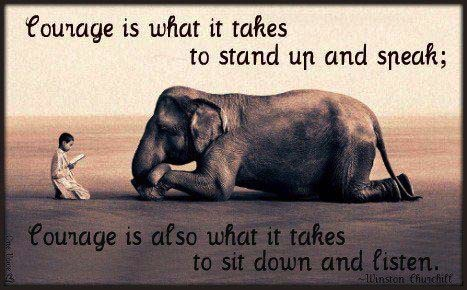 Courage is what it takes
to stand up and speak;
Courage is also what it takes
to sit down and listen.
~Winston Churchill